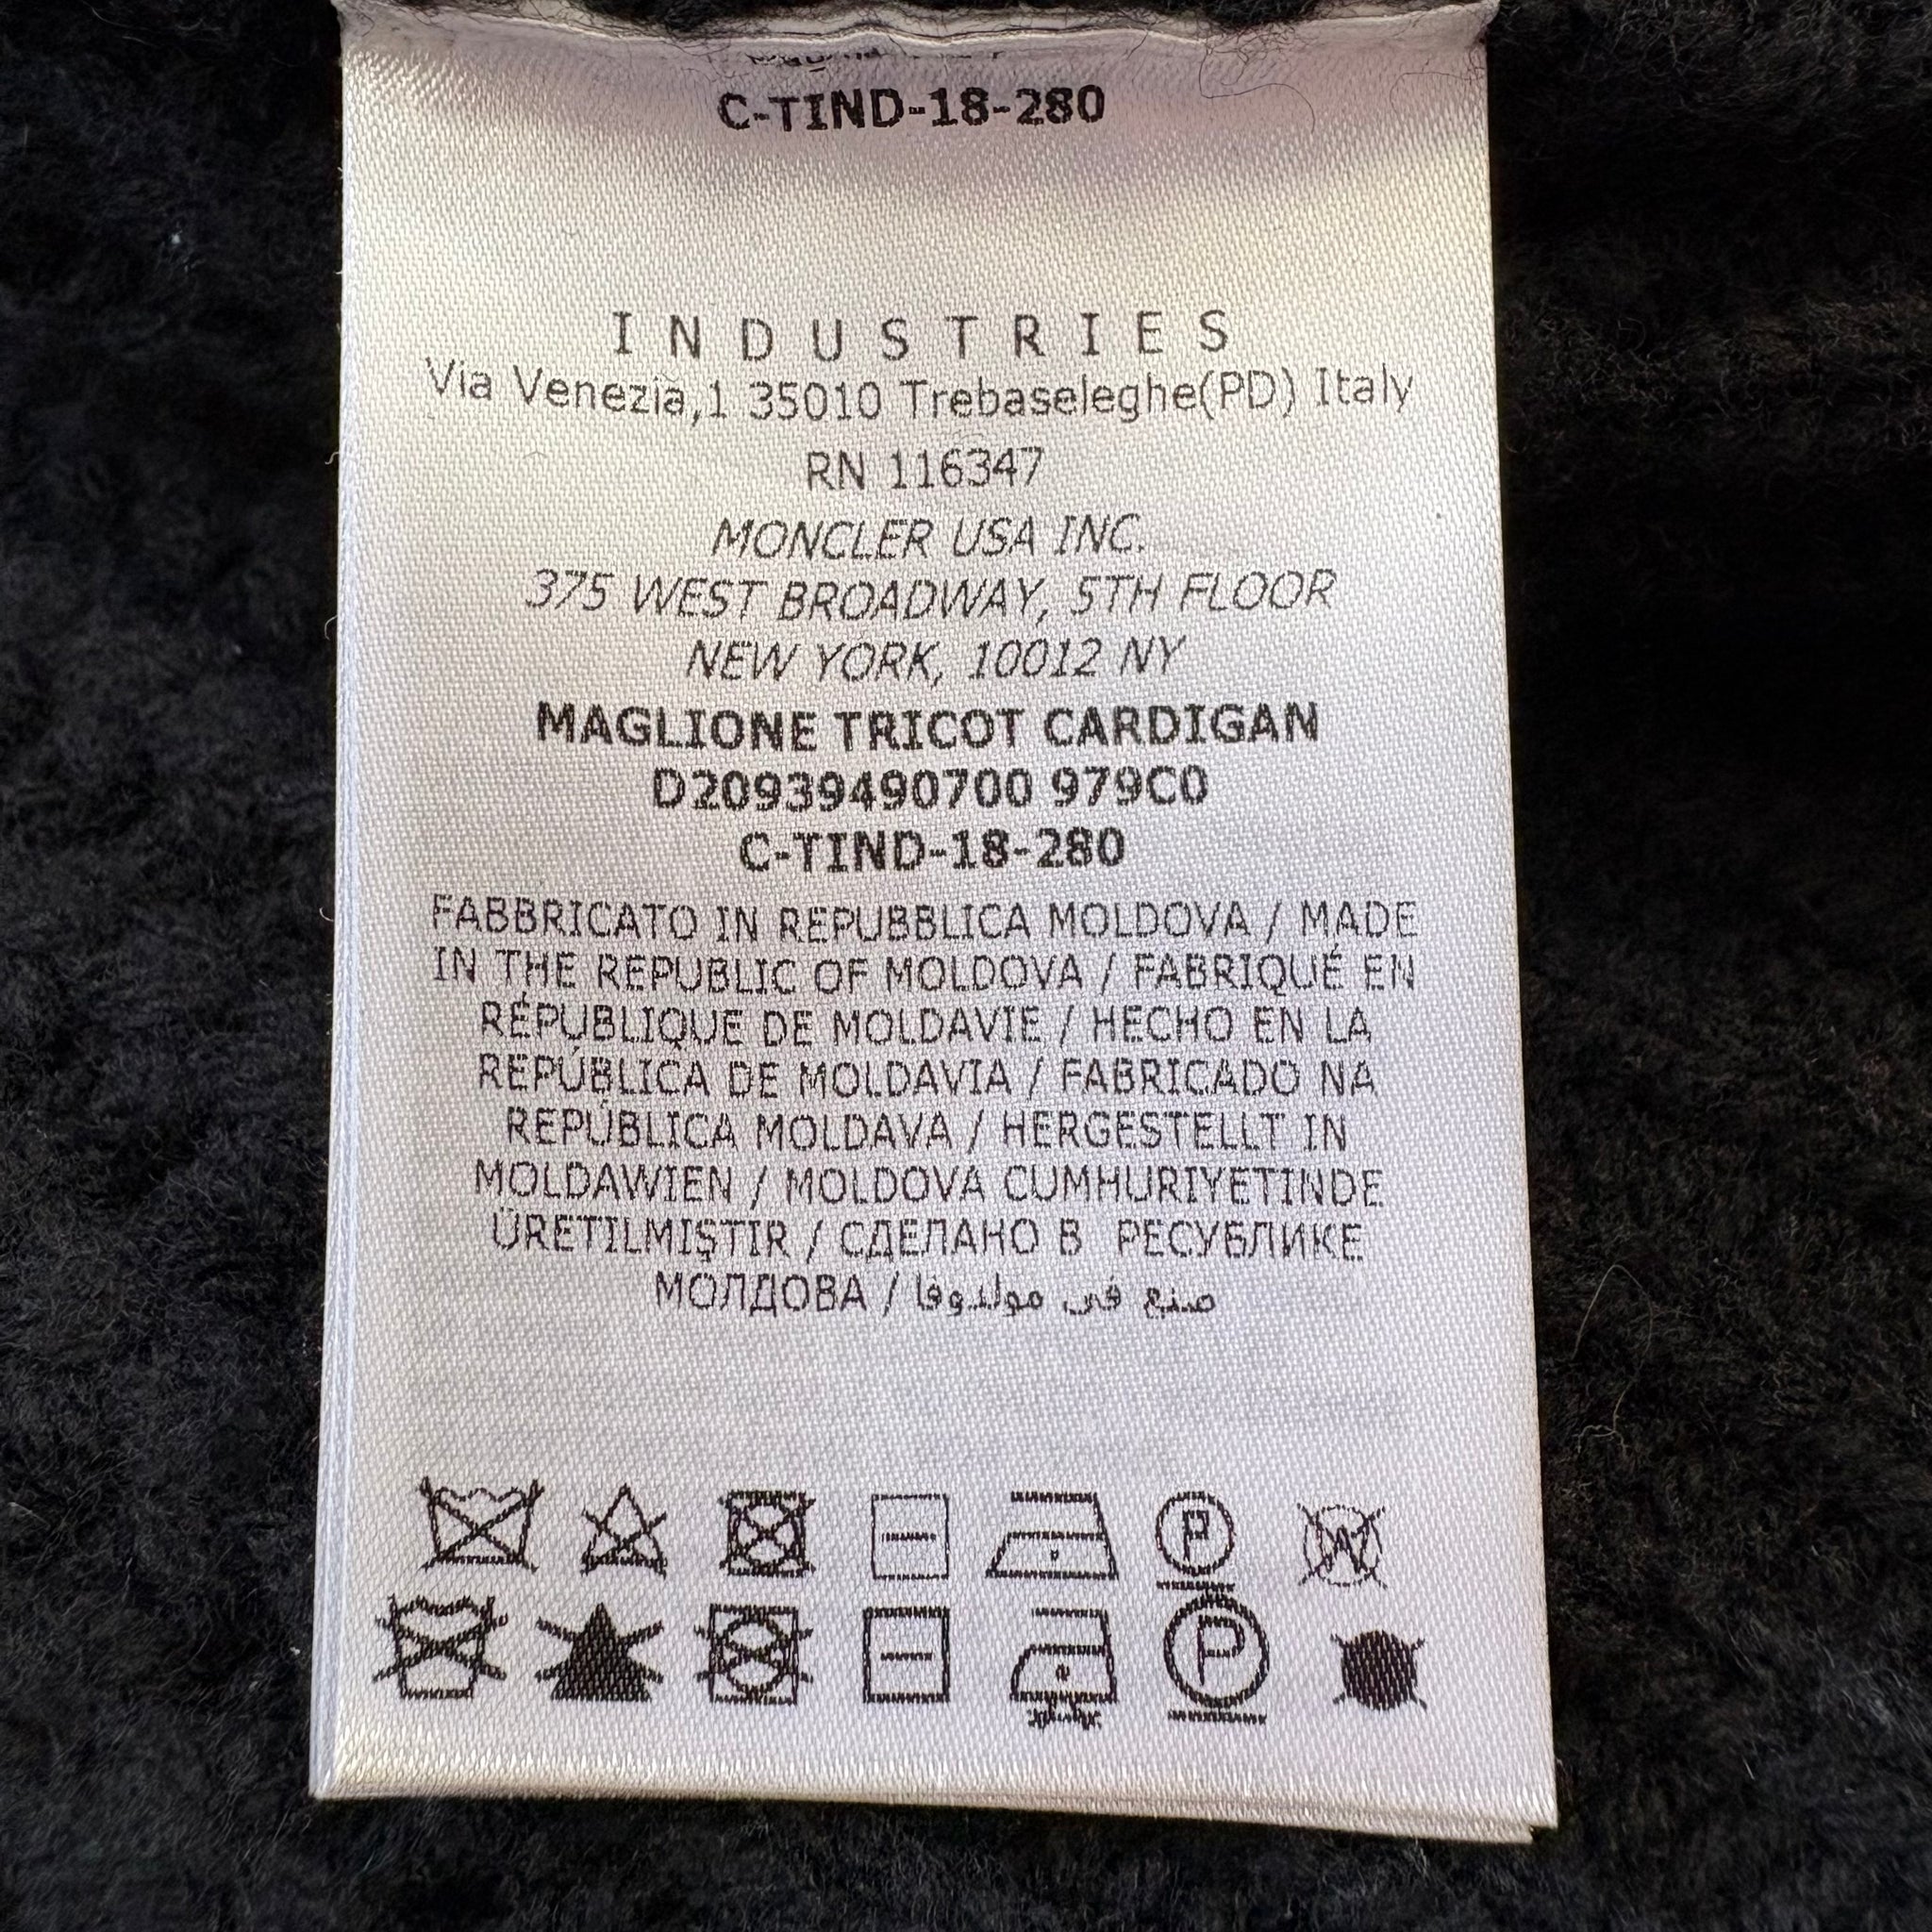 C-TIND-18-280
INDUSTRIES
Via Venezia,1 35010 Trebaseleghe(PD) Italy
RN 116347
MONCLER USA INC.
375 WEST BROADWAY, 5TH FLOOR
NEW YORK, 10012 NY
MAGLIONE TRICOT CARDIGAN
D20939490700 979C0
C-TIND-18-280
FABBRICATO IN REPUBBLICA MOLDOVA / MADE
IN THE REPUBLIC OF MOLDOVA / FABRIQUÉ EN
RÉPUBLIQUE DE MOLDAVIE / HECHO EN LA
REPÚBLICA DE MOLDAVIA / FABRICADO NA
REPÚBLICA MOLDAVA / HERGESTELLT IN
MOLDAWIEN / MOLDOVA CUMHURIYETINDE
ÜRETILMIŞTIR / СДЕЛАНО В РЕСУБЛИКЕ
МОЛДОВА / صنع في مولدوفا
P W
P